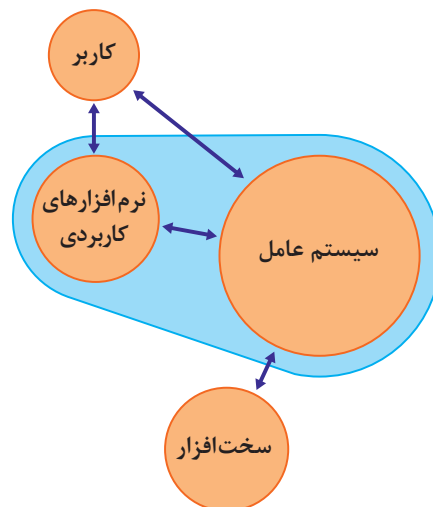 کاربر
نرم‌افزارهای
کاربردی
سیستم عامل
سخت‌افزار